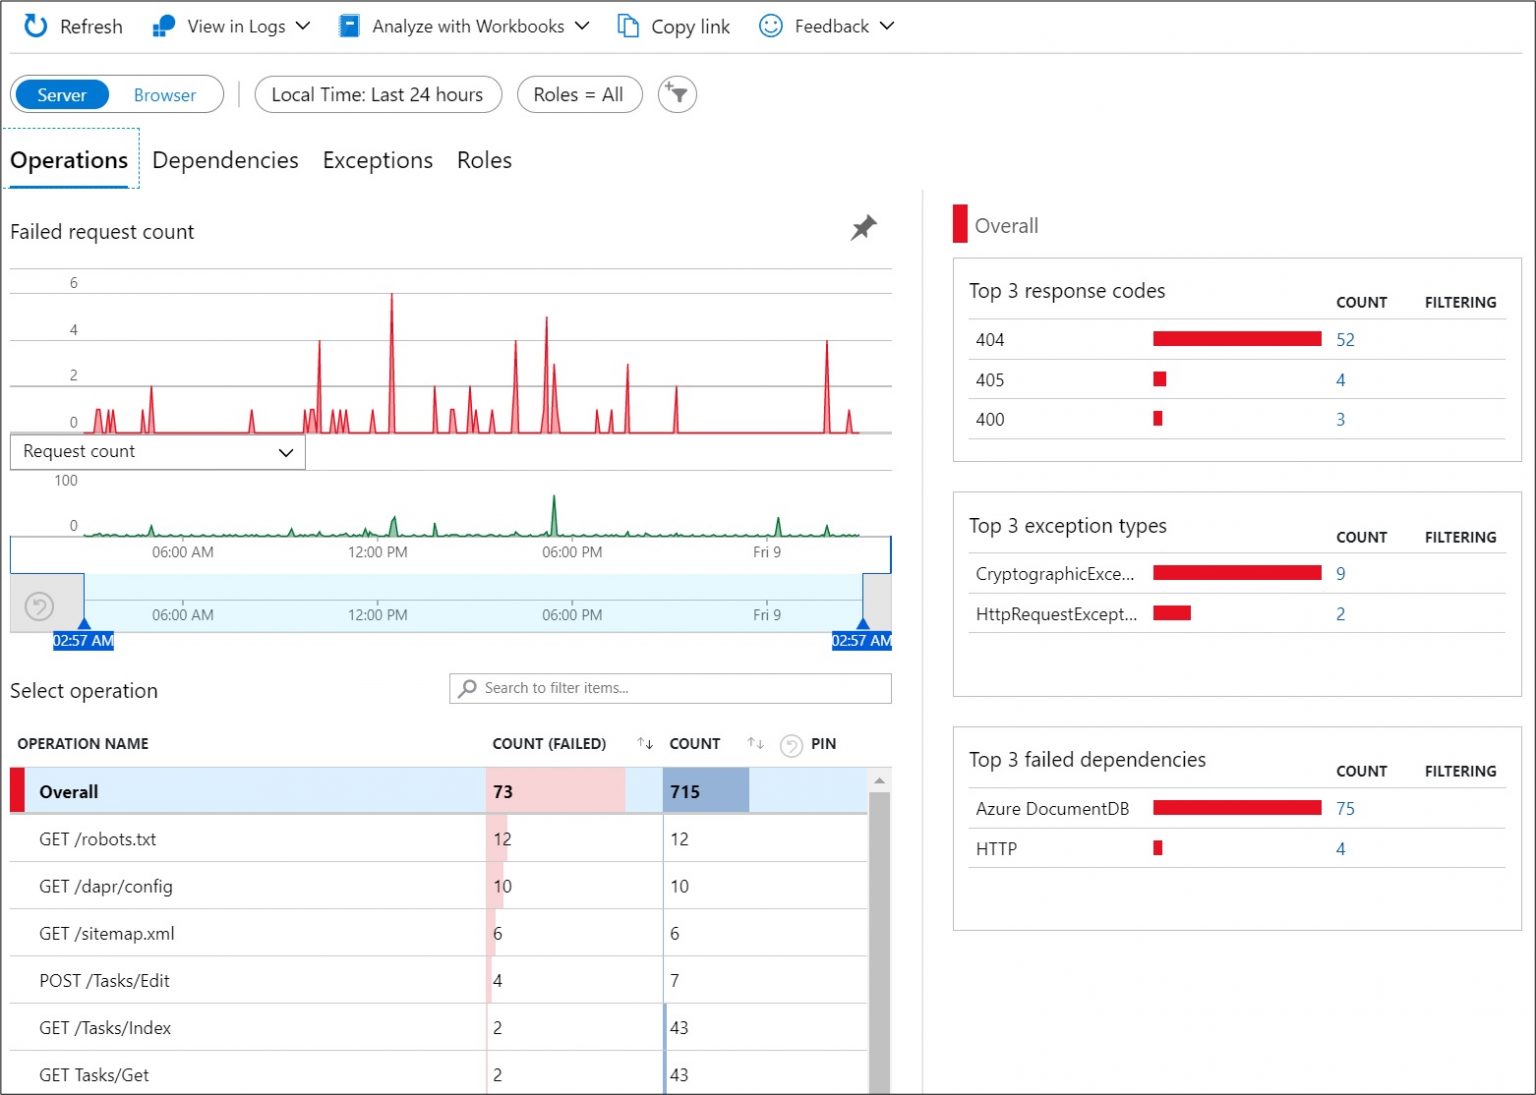 Refresh View in Logs Analyze with Workbooks Copy link Feedback
Server Browser Local Time: Last 24 hours Roles = All
Operations Dependencies Exceptions Roles
Failed request count
6
4
2
0
Request count
100
0
06:00 AM 12:00 PM 06:00 PM Fri 9
06:00 AM 12:00 PM 06:00 PM Fri 9
02:57 AM 02:57 AM
Select operation Search to filter items...
OPERATION NAME COUNT (FAILED) COUNT PIN
Overall 73 715
GET /robots.txt 12 12
GET /dapr/config 10 10
GET /sitemap.xml 6 6
POST /Tasks/Edit 4 7
GET /Tasks/Index 2 43
GET Tasks/Get 2 43
Overall
Top 3 response codes COUNT FILTERING
404 52
405 4
400 3
Top 3 exception types COUNT FILTERING
CryptographicExce... 9
HttpRequestExcept... 2
Top 3 failed dependencies COUNT FILTERING
Azure DocumentDB 75
HTTP 4